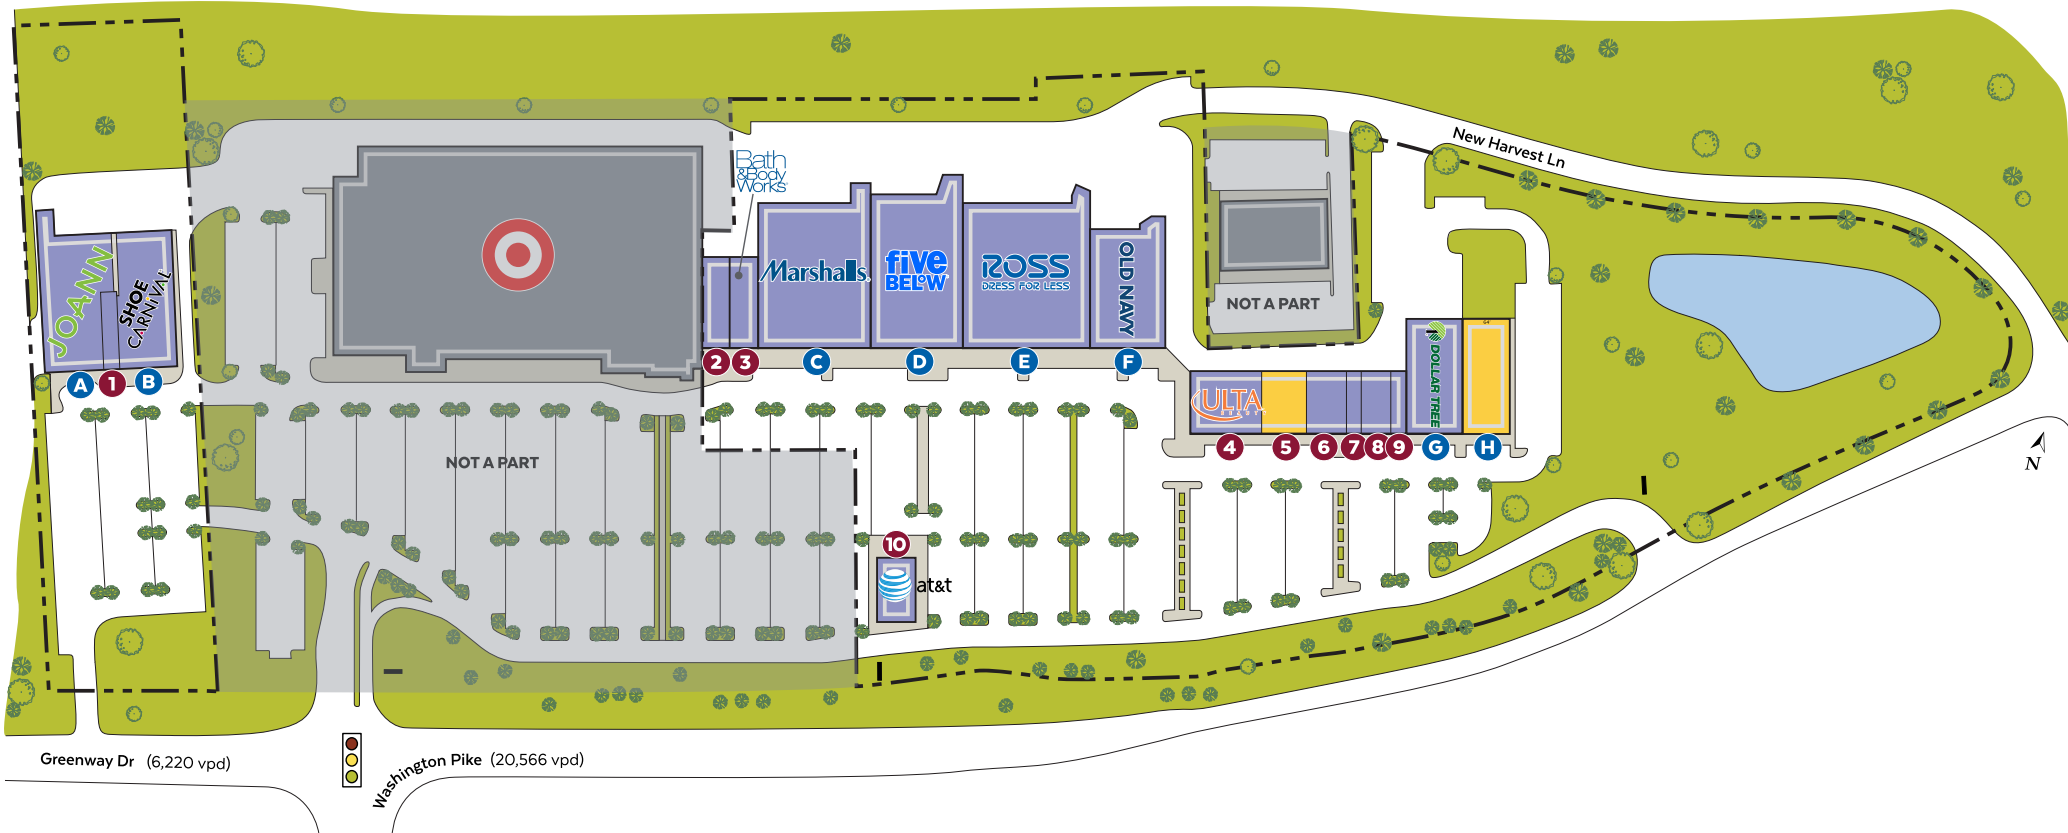 New Harvest Ln
Bath
&Body
Works
JOANN
SHOE
CARNIVAL
Marshalls
five
BELOW
ROSS
DRESS FOR LESS
OLD NAVY
NOT A PART
DOLLAR TREE
ULTA
BEAUTY
A
1
B
2
3
C
D
E
F
4
5
6
7
8
9
G
H
NOT A PART
10
at&t
N
Greenway Dr (6,220 vpd)
Washington Pike (20,566 vpd)